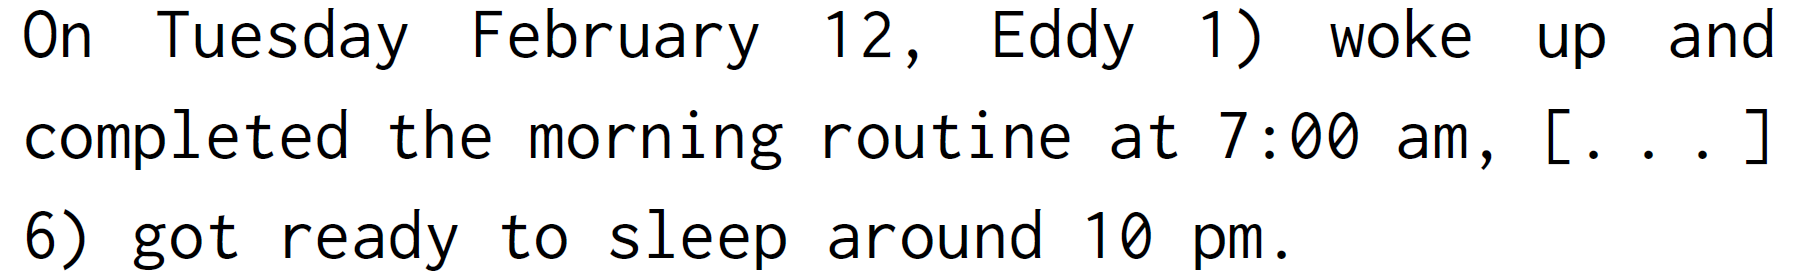 On Tuesday February 12, Eddy 1) woke up and
completed the morning routine at 7:00 am, [. . . ]
6) got ready to sleep around 10 pm.